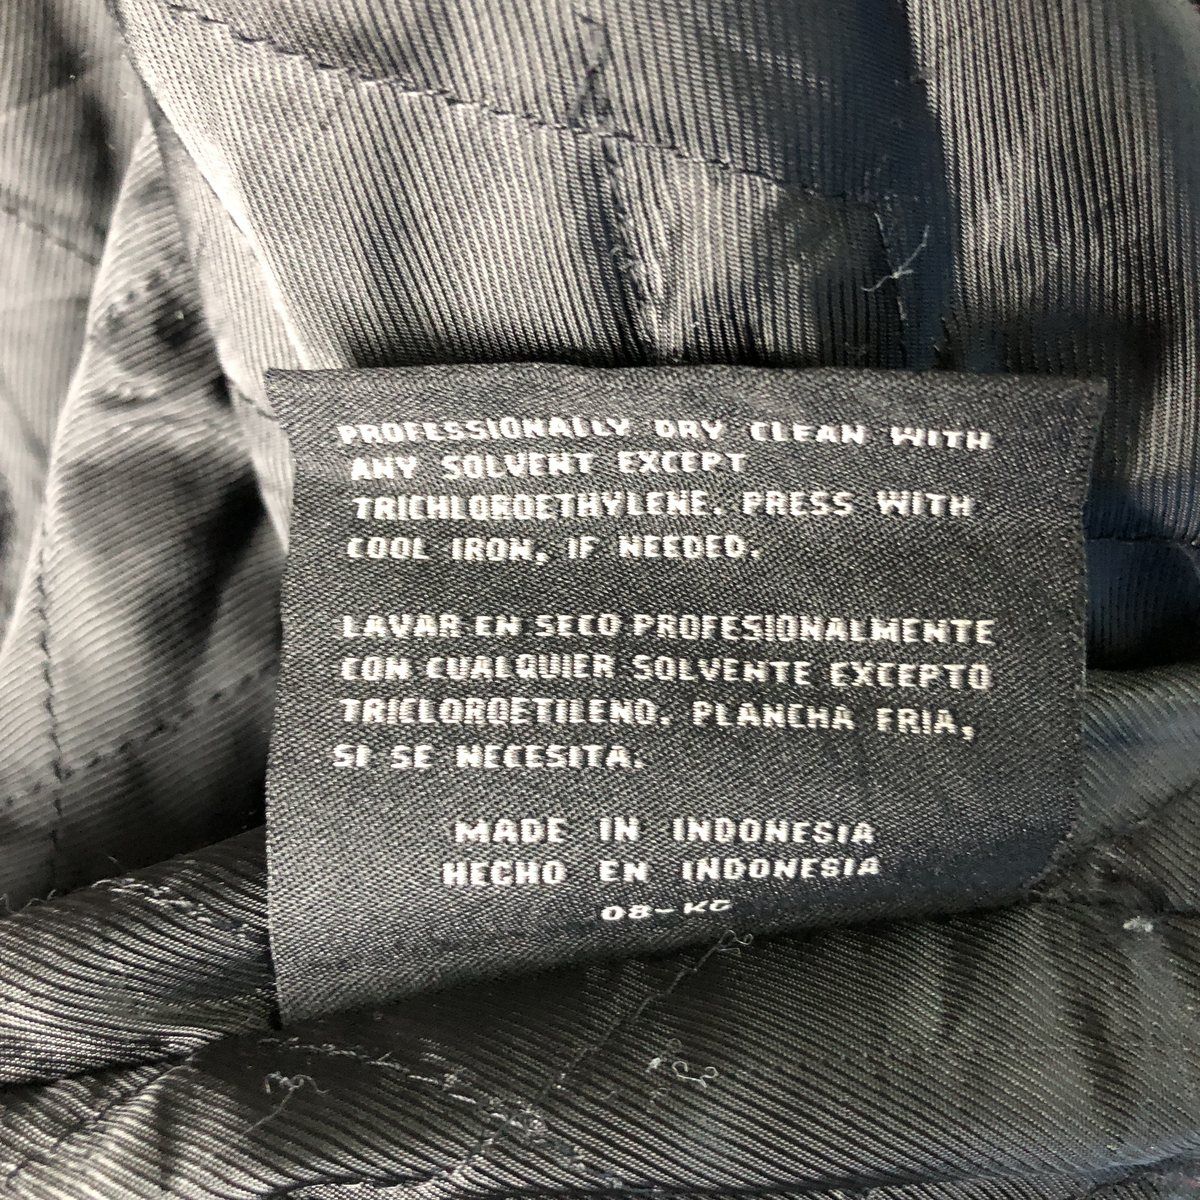 PROFESSIONALLY DRY CLEAN WITH
ANY SOLVENT EXCEPT
TRICHLOROETHYLENE. PRESS WITH
COOL IRON, IF NEEDED.
LAVAR EN SECO PROFESIONALMENTE
CON CUALQUIER SOLVENTE EXCEPTO
TRICLOROETILENO. PLANCHA FRIA,
SI SE NECESITA.
MADE IN INDONESIA
HECHO EN INDONESIA
08-KC